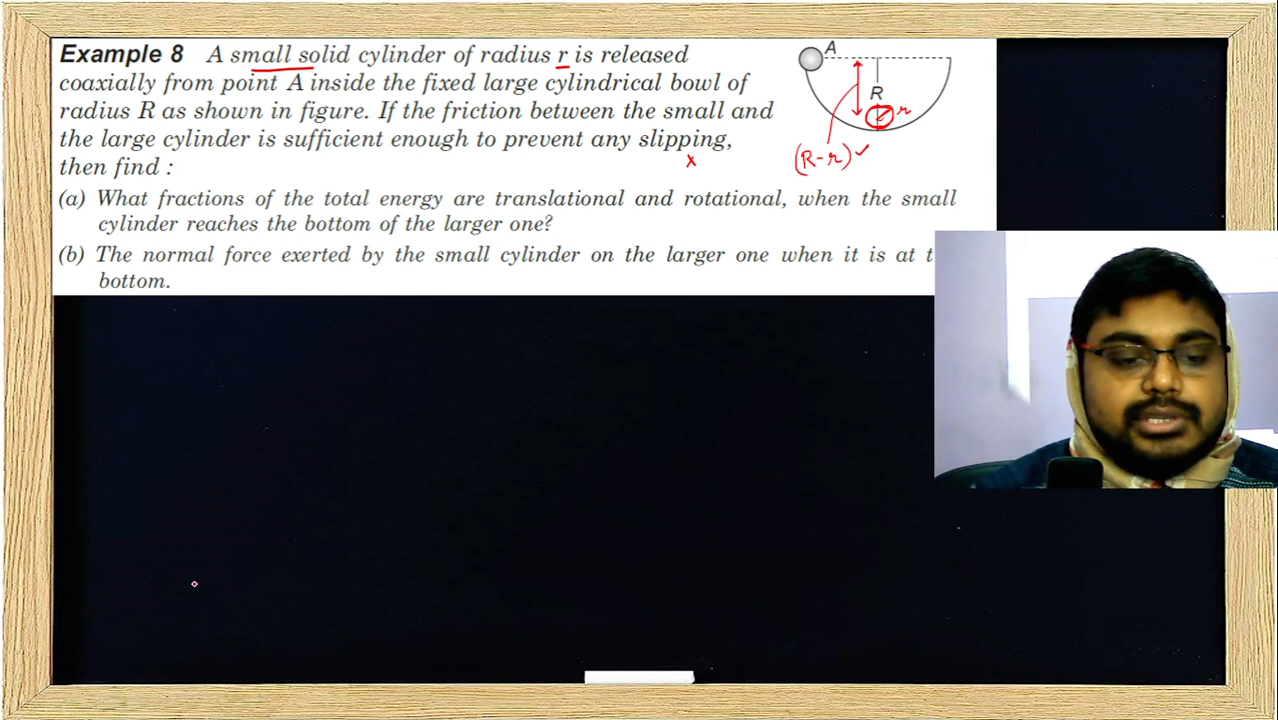 Example 8 A small solid cylinder of radius r is released
coaxially from point A inside the fixed large cylindrical bowl of
radius R as shown in figure. If the friction between the small and
the large cylinder is sufficient enough to prevent any slipping,
then find :
(a) What fractions of the total energy are translational and rotational, when the small
cylinder reaches the bottom of the larger one?
(b) The normal force exerted by the small cylinder on the larger one when it is at t
bottom.
A
R
r
(R-r) ✓
x